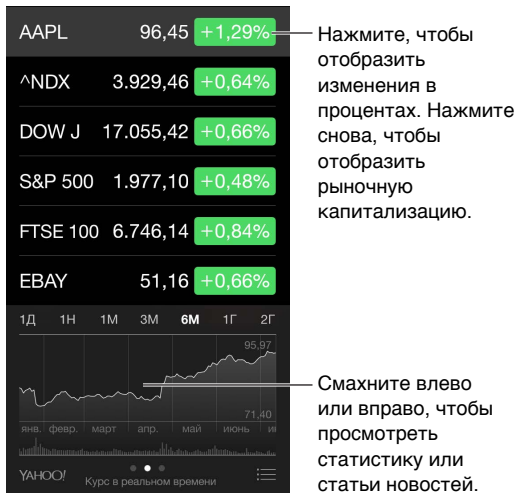 AAPL 96,45 +1,29%
^NDX 3.929,46 +0,64%
DOW J 17.055,42 +0,66%
S&P 500 1.977,10 +0,48%
FTSE 100 6.746,14 +0,84%
EBAY 51,16 +0,66%
1Д 1Н 1М 3М 6М 1Г 2Г
95,97
71,40
янв. февр. март апр. май июнь ию
YAHOO!
Курс в реальном времени
Нажмите, чтобы
отобразить
изменения в
процентах. Нажмите
снова, чтобы
отобразить
рыночную
капитализацию.
Смахните влево
или вправо, чтобы
просмотреть
статистику или
статьи новостей.